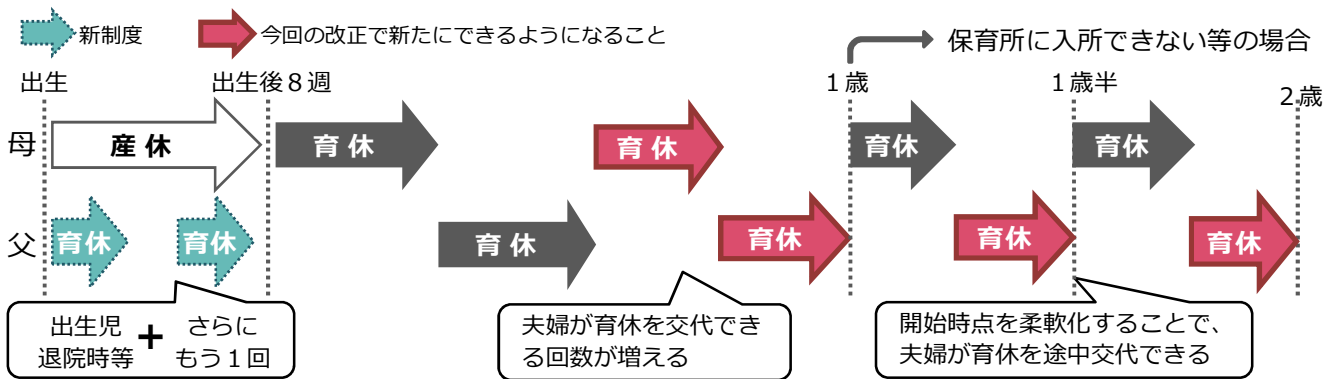 新制度
今回の改正で新たにできるようになること
保育所に入所できない等の場合
出生
出生後８週
１歳
１歳半
２歳
母
産 休
育 休
育 休
育休
育休
父
育休
育休
育 休
育休
育休
育休
出生児
退院時等
＋
さらに
もう１回
夫婦が育休を交代でき
る回数が増える
開始時点を柔軟化することで、
夫婦が育休を途中交代できる